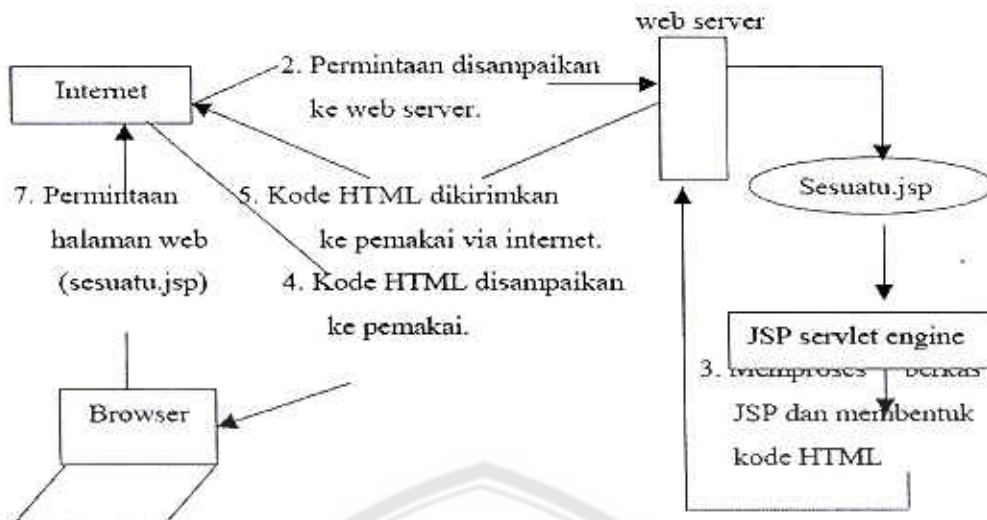 web server
2. Permintaan disampaikan
ke web server.
Internet
7. Permintaan
halaman web
(sesuatu.jsp)
5. Kode HTML dikirimkan
ke pemakai via internet.
4. Kode HTML disampaikan
ke pemakai.
Sesuatu.jsp
JSP servlet engine
3. Memproses berkas
JSP dan membentuk
kode HTML
Browser